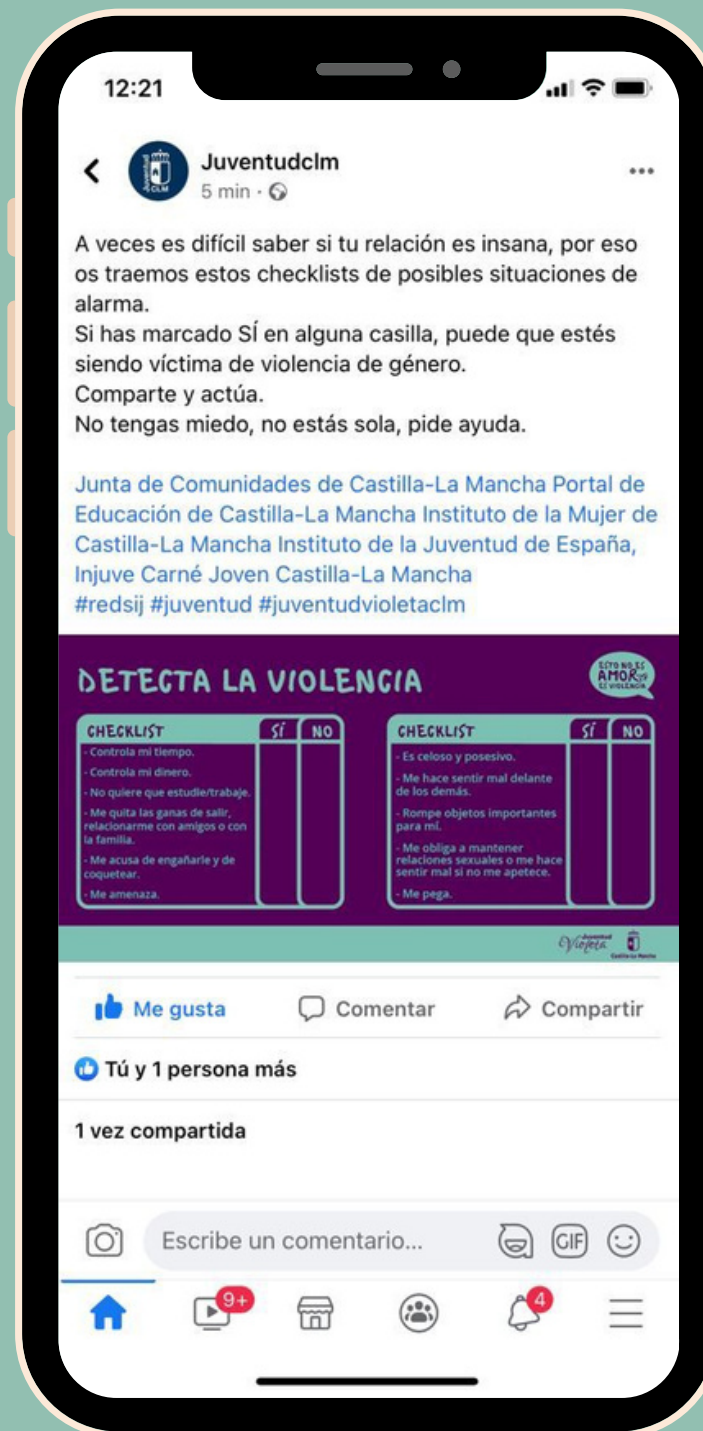 12:21
Juventudclm
5 min ·
A veces es difícil saber si tu relación es insana, por eso
os traemos estos checklists de posibles situaciones de
alarma.
Si has marcado SÍ en alguna casilla, puede que estés
siendo víctima de violencia de género.
Comparte y actúa.
No tengas miedo, no estás sola, pide ayuda.
Junta de Comunidades de Castilla-La Mancha Portal de
Educación de Castilla-La Mancha Instituto de la Mujer de
Castilla-La Mancha Instituto de la Juventud de España,
Injuve Carné Joven Castilla-La Mancha
#redsij #juventud #juventudvioletaclm
DETECTA LA VIOLENCIA
ESTO NO ES
AMOR
ES VIOLENCIA
CHECKLIST SÍ NO
- Controla mi tiempo.
- Controla mi dinero.
- No quiere que estudie/trabaje.
- Me quita las ganas de salir,
relacionarme con amigos o con
la familia.
- Me acusa de engañarle y de
coquetear.
- Me amenaza.
CHECKLIST SÍ NO
- Es celoso y posesivo.
- Me hace sentir mal delante
de los demás.
- Rompe objetos importantes
para mí.
- Me obliga a mantener
relaciones sexuales o me hace
sentir mal si no me apetece.
- Me pega.
Juventud
Violeta
Castilla-La Mancha
Me gusta Comentar Compartir
Tú y 1 persona más
1 vez compartida
Escribe un comentario... GIF
9+ 4